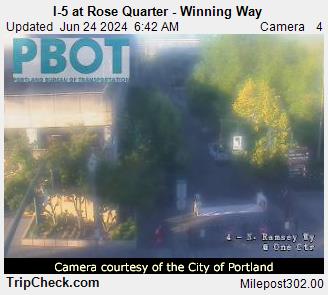 I-5 at Rose Quarter - Winning Way
Updated Jun 24 2024 6:42 AM Camera 4
PBOT
PORTLAND BUREAU OF TRANSPORTATION
4 - N. Ramsey Wy
@ One Ctr
Camera courtesy of the City of Portland
TripCheck.com Milepost302.00